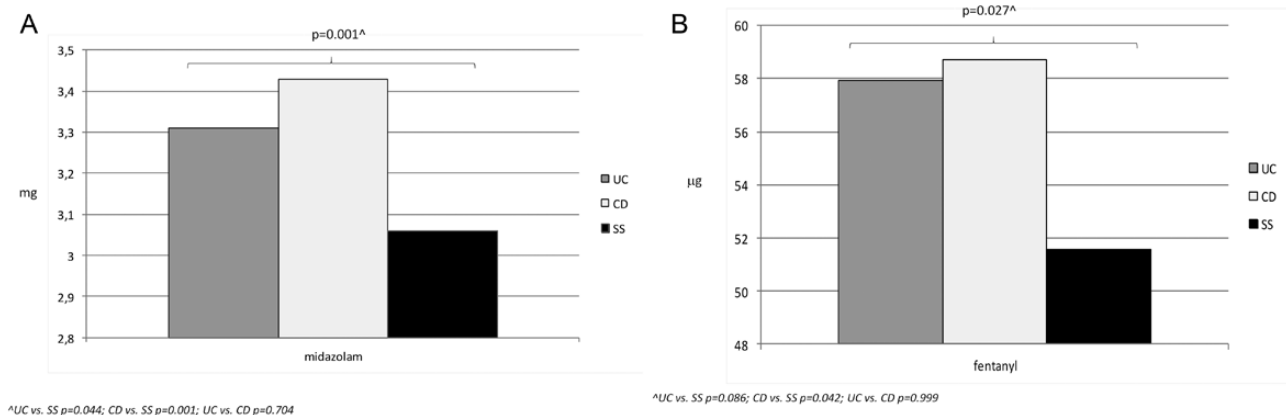 A
p=0.001^
3,5
3,4
3,3
3,2
3,1
3
2,9
2,8
mg
UC
CD
SS
midazolam
^UC vs. SS p=0.044; CD vs. SS p=0.001; UC vs. CD p=0.704
B
p=0.027^
60
58
56
54
52
50
48
µg
UC
CD
SS
fentanyl
^UC vs. SS p=0.086; CD vs. SS p=0.042; UC vs. CD p=0.999